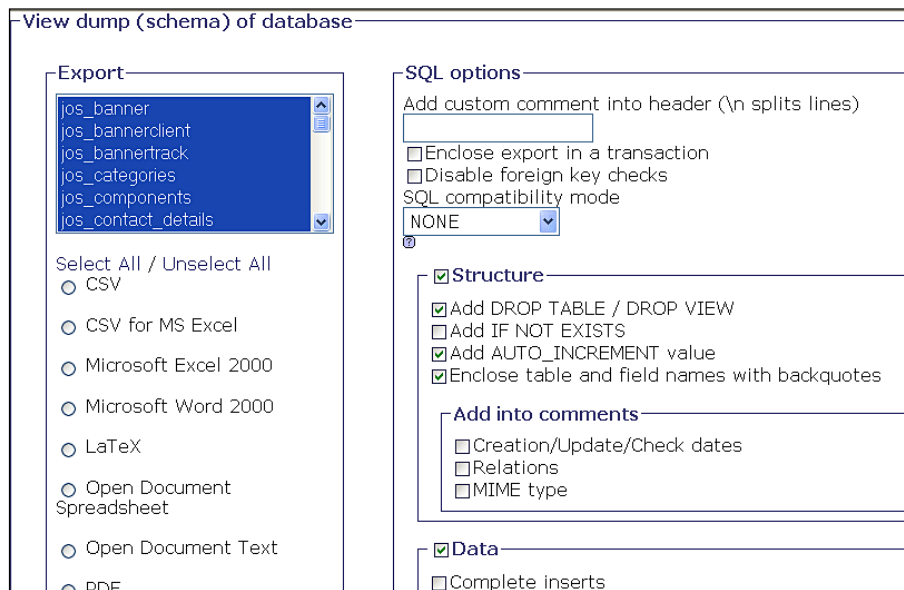 View dump (schema) of database
Export
jos_banner
jos_bannerclient
jos_bannertrack
jos_categories
jos_components
jos_contact_details
Select All / Unselect All
CSV
CSV for MS Excel
Microsoft Excel 2000
Microsoft Word 2000
LaTeX
Open Document
Spreadsheet
Open Document Text
PDF
SQL options
Add custom comment into header (\n splits lines)
Enclose export in a transaction
Disable foreign key checks
SQL compatibility mode
NONE
?
Structure
Add DROP TABLE / DROP VIEW
Add IF NOT EXISTS
Add AUTO_INCREMENT value
Enclose table and field names with backquotes
Add into comments
Creation/Update/Check dates
Relations
MIME type
Data
Complete inserts